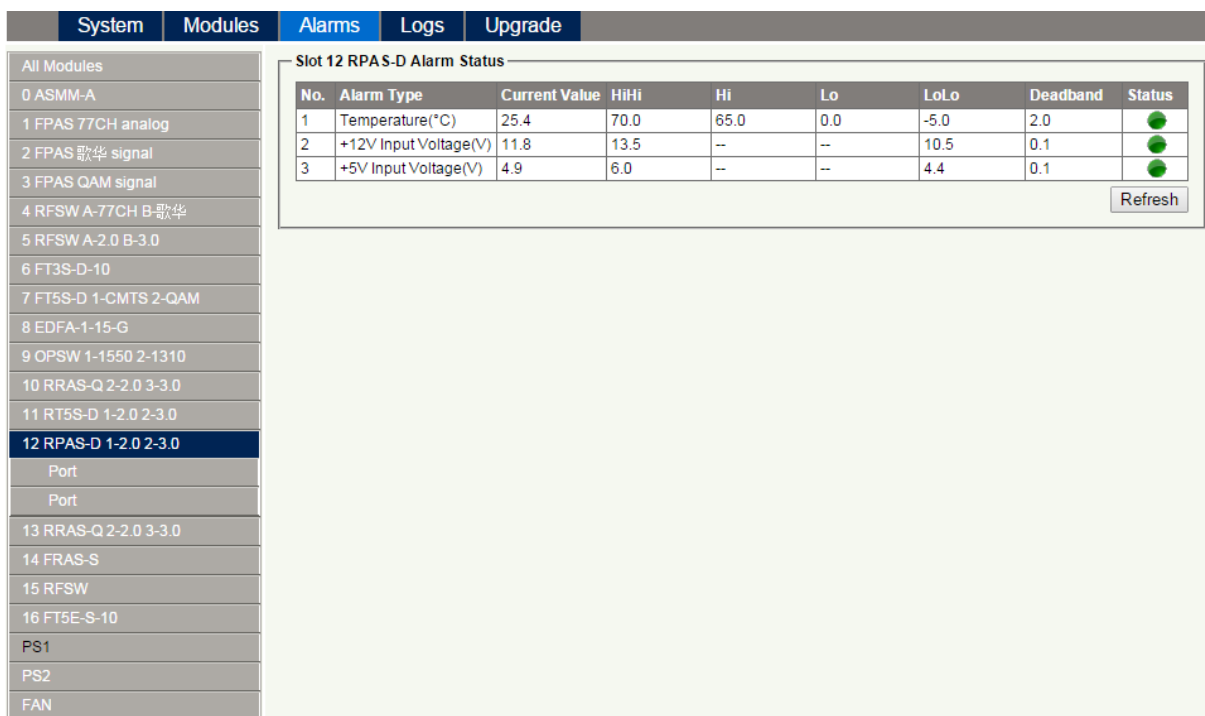 System Modules Alarms Logs Upgrade
All Modules
0 ASMM-A
1 FPAS 77CH analog
2 FPAS 歌华 signal
3 FPAS QAM signal
4 RFSW A-77CH B-歌华
5 RFSW A-2.0 B-3.0
6 FT3S-D-10
7 FT5S-D 1-CMTS 2-QAM
8 EDFA-1-15-G
9 OPSW 1-1550 2-1310
10 RRAS-Q 2-2.0 3-3.0
11 RT5S-D 1-2.0 2-3.0
12 RPAS-D 1-2.0 2-3.0
Port
Port
13 RRAS-Q 2-2.0 3-3.0
14 FRAS-S
15 RFSW
16 FT5E-S-10
PS1
PS2
FAN
Slot 12 RPAS-D Alarm Status
No. Alarm Type Current Value HiHi Hi Lo LoLo Deadband Status
1 Temperature(°C) 25.4 70.0 65.0 0.0 -5.0 2.0
2 +12V Input Voltage(V) 11.8 13.5 -- -- 10.5 0.1
3 +5V Input Voltage(V) 4.9 6.0 -- -- 4.4 0.1
Refresh